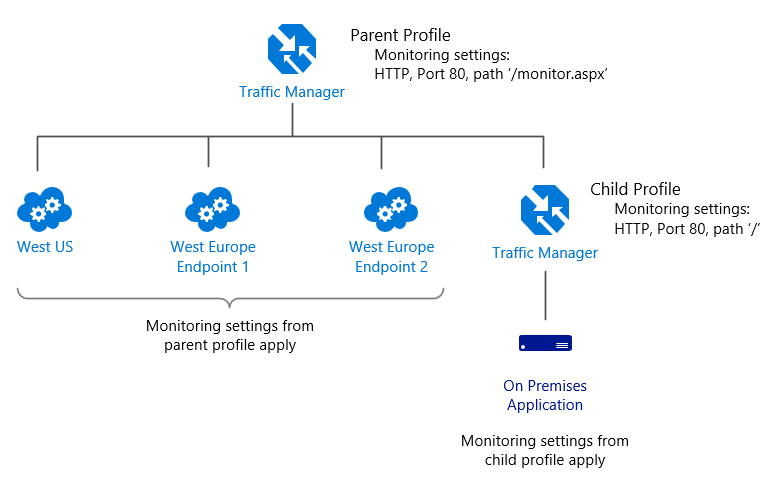 Parent Profile
Monitoring settings:
HTTP, Port 80, path ‘/monitor.aspx’
Traffic Manager
Child Profile
Monitoring settings:
HTTP, Port 80, path ‘/’
West US
West Europe
Endpoint 1
West Europe
Endpoint 2
Traffic Manager
Monitoring settings from
parent profile apply
On Premises
Application
Monitoring settings from
child profile apply